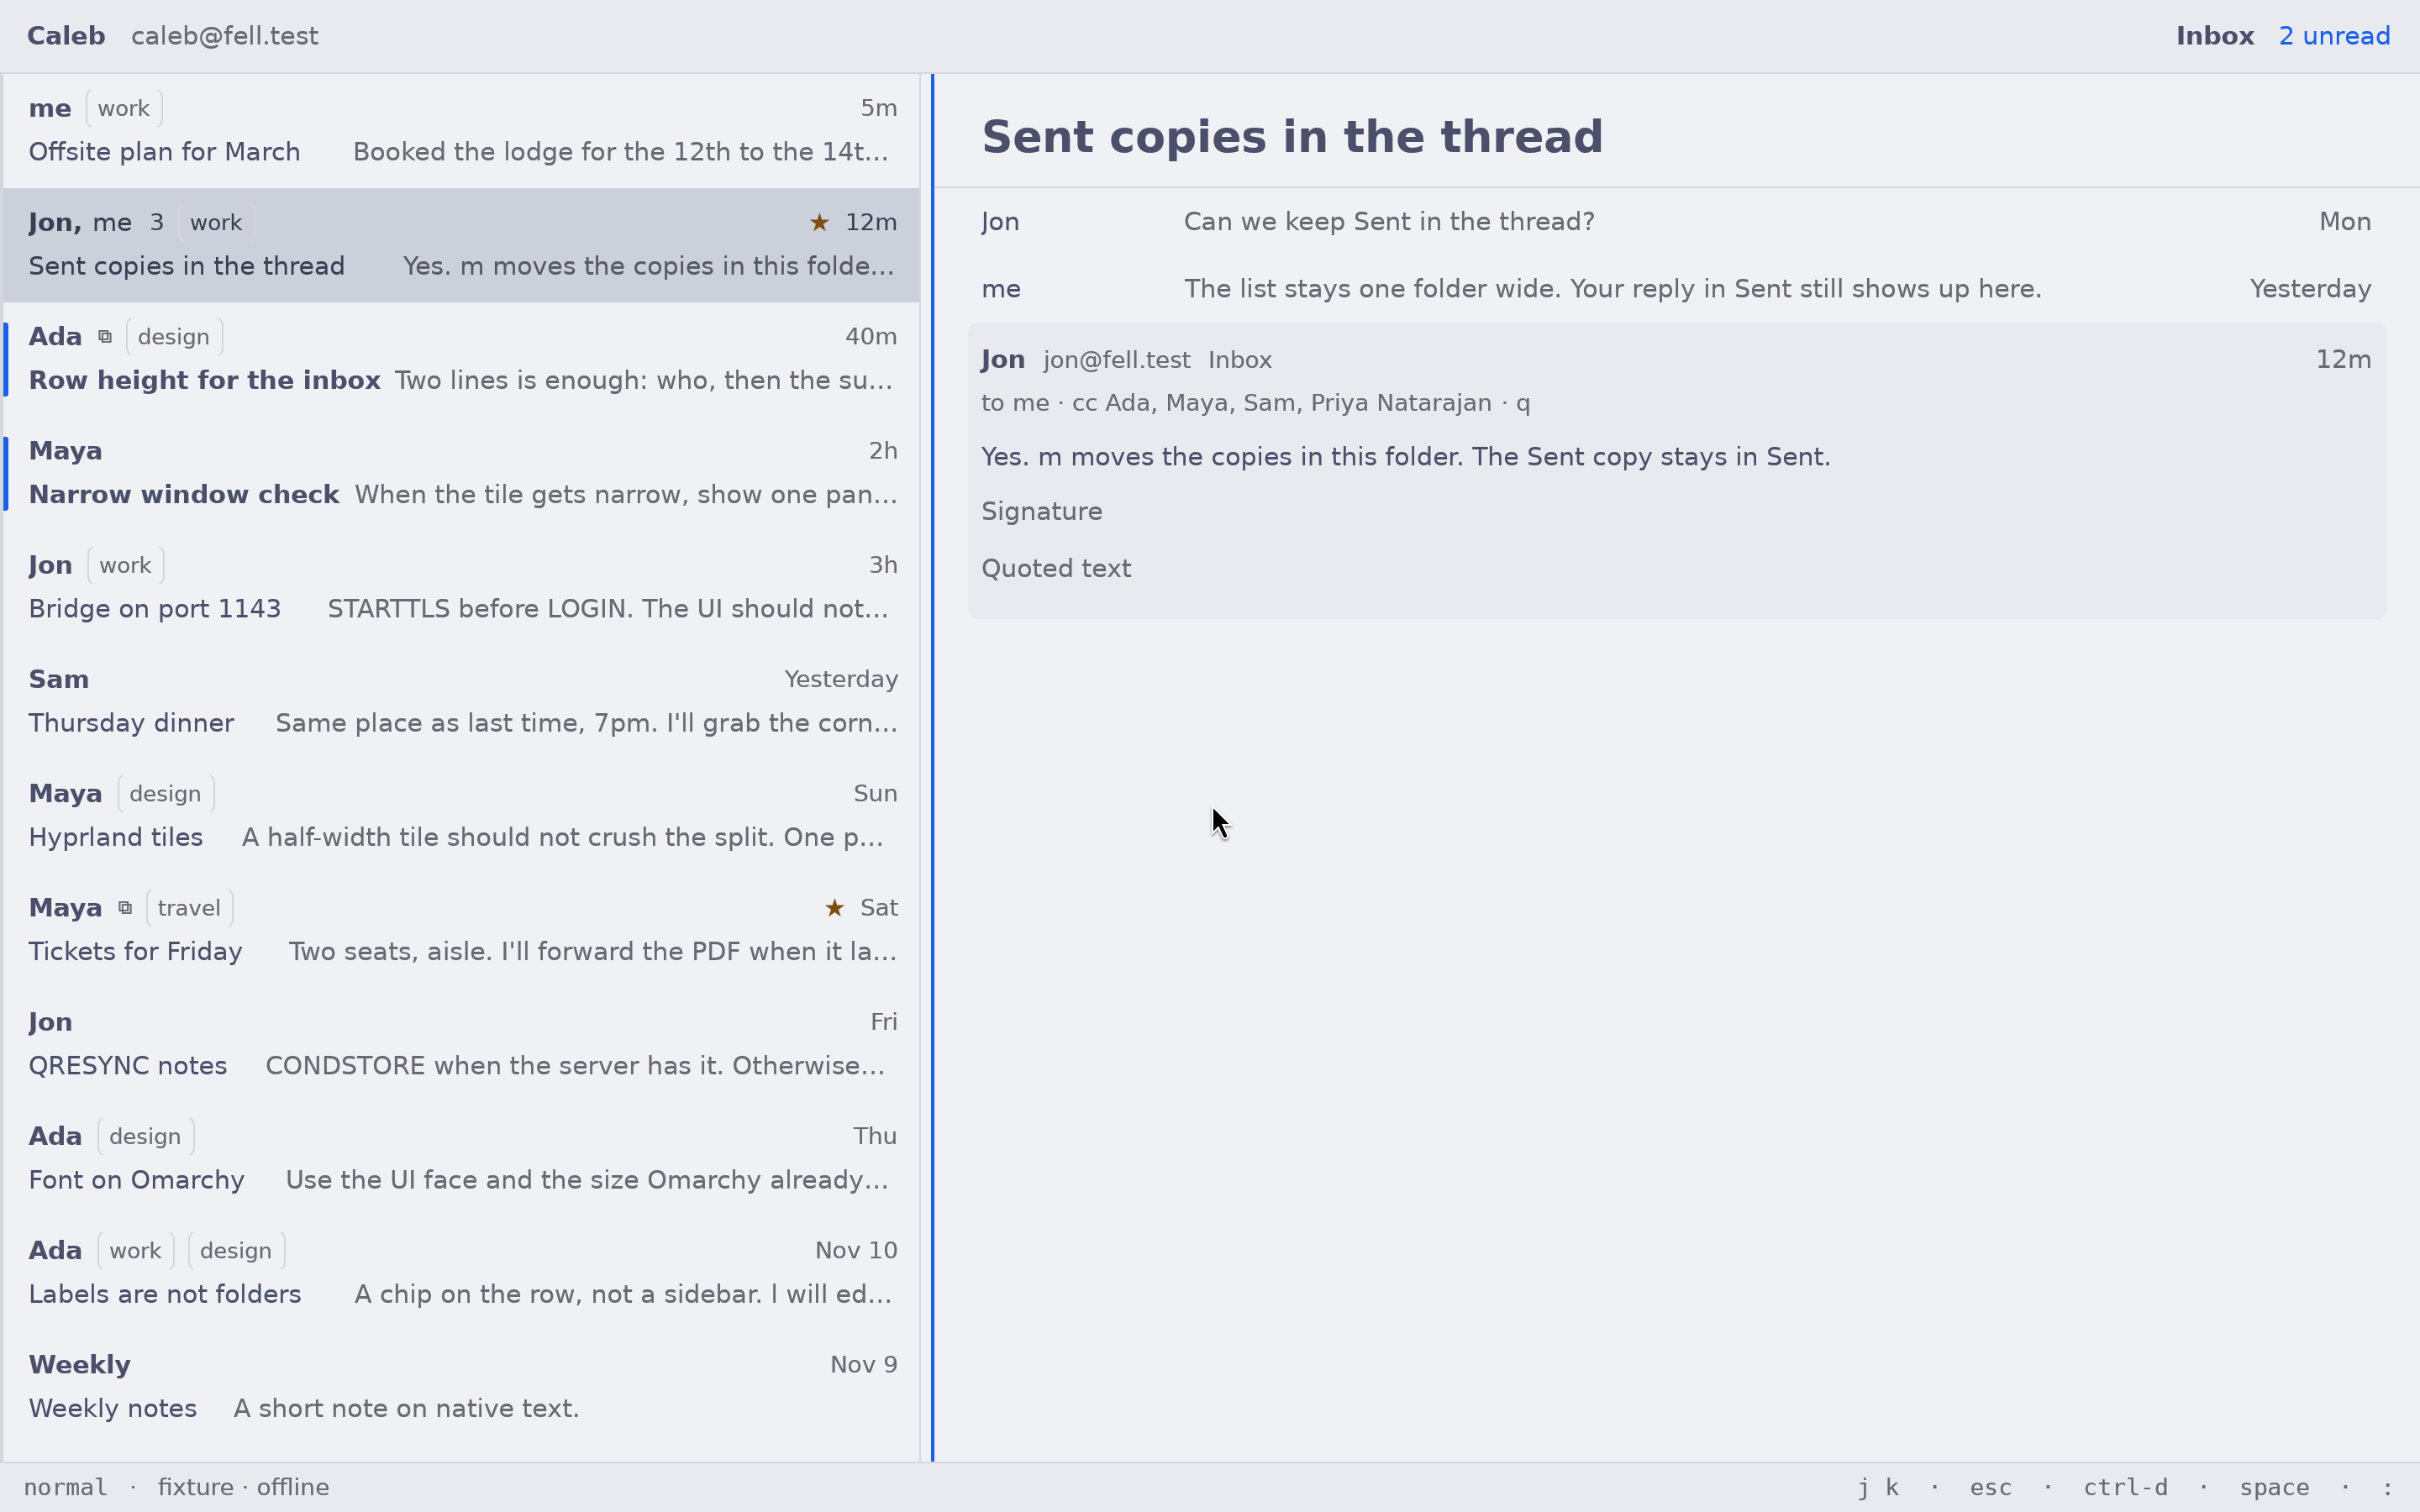 Caleb caleb@fell.test
Inbox 2 unread
me work 5m
Offsite plan for March Booked the lodge for the 12th to the 14t…
Jon, me 3 work ★ 12m
Sent copies in the thread Yes. m moves the copies in this folde…
Ada design 40m
Row height for the inbox Two lines is enough: who, then the su…
Maya 2h
Narrow window check When the tile gets narrow, show one pan…
Jon work 3h
Bridge on port 1143 STARTTLS before LOGIN. The UI should not…
Sam Yesterday
Thursday dinner Same place as last time, 7pm. I'll grab the corn…
Maya design Sun
Hyprland tiles A half-width tile should not crush the split. One p…
Maya travel ★ Sat
Tickets for Friday Two seats, aisle. I'll forward the PDF when it la…
Jon Fri
QRESYNC notes CONDSTORE when the server has it. Otherwise…
Ada design Thu
Font on Omarchy Use the UI face and the size Omarchy already…
Ada work design Nov 10
Labels are not folders A chip on the row, not a sidebar. l will ed…
Weekly Nov 9
Weekly notes A short note on native text.
Sent copies in the thread
Jon Can we keep Sent in the thread? Mon
me The list stays one folder wide. Your reply in Sent still shows up here. Yesterday
Jon jon@fell.test Inbox 12m
to me · cc Ada, Maya, Sam, Priya Natarajan · q
Yes. m moves the copies in this folder. The Sent copy stays in Sent.
Signature
Quoted text
normal · fixture · offline
j k · esc · ctrl-d · space · :